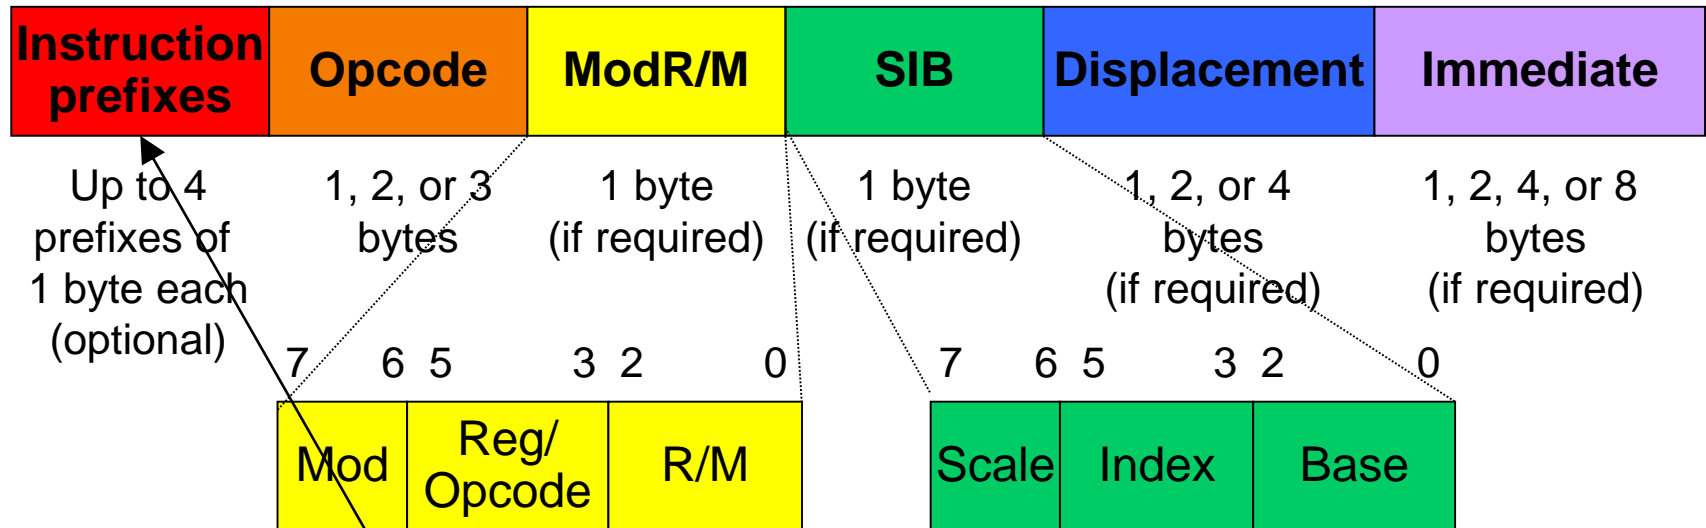 Instruction
prefixes
Opcode
ModR/M
SIB
Displacement
Immediate
Up to 4
prefixes of
1 byte each
(optional)
1, 2, or 3
bytes
1 byte
(if required)
1 byte
(if required)
1, 2, or 4
bytes
(if required)
1, 2, 4, or 8
bytes
(if required)
7 6 5 3 2 0
Mod
Reg/
Opcode
R/M
7 6 5 3 2 0
Scale
Index
Base